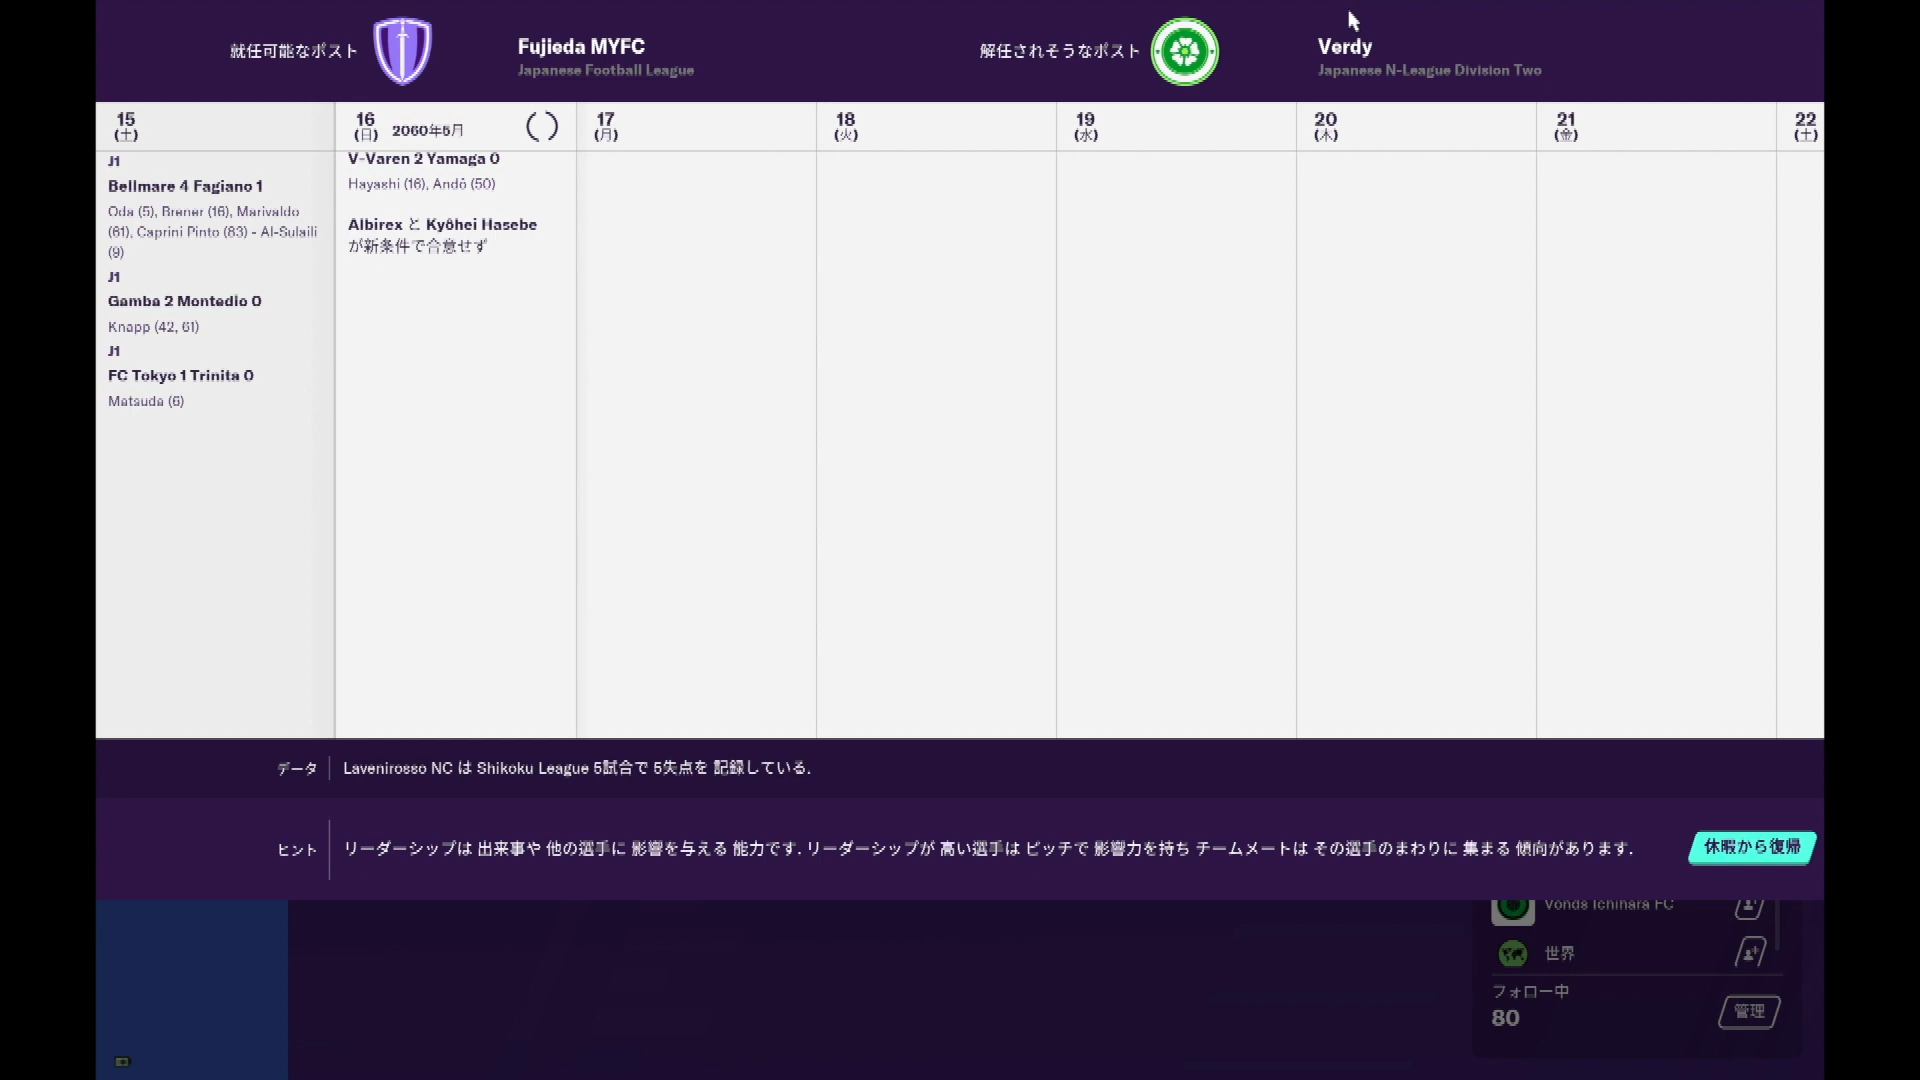 就任可能なポスト
Fujieda MYFC
Japanese Football League
解任されそうなポスト
Verdy
Japanese N-League Division Two
15
(土)
16
(日)
2060年5月
17
(月)
18
(火)
19
(水)
20
(木)
21
(金)
22
(土)
J1
Bellmare 4 Fagiano 1
Oda (5), Brener (16), Marivaldo
(61), Caprini Pinto (83) - Al-Sulaili
(9)
J1
Gamba 2 Montedio 0
Knapp (42, 61)
J1
FC Tokyo 1 Trinita 0
Matsuda (6)
V-Varen 2 Yamaga 0
Hayashi (16), Andô (50)
Albirex と Kyôhei Hasebe
が新条件で合意せず
データ
Lavenirosso NC は Shikoku League 5試合で 5失点を 記録している.
ヒント
リーダーシップは 出来事や 他の選手に 影響を与える 能力です. リーダーシップが 高い選手は ピッチで 影響力を持ち チームメートは その選手のまわりに 集まる 傾向があります.
休暇から復帰
Vonds Ichihara FC
世界
フォロー中
80
管理